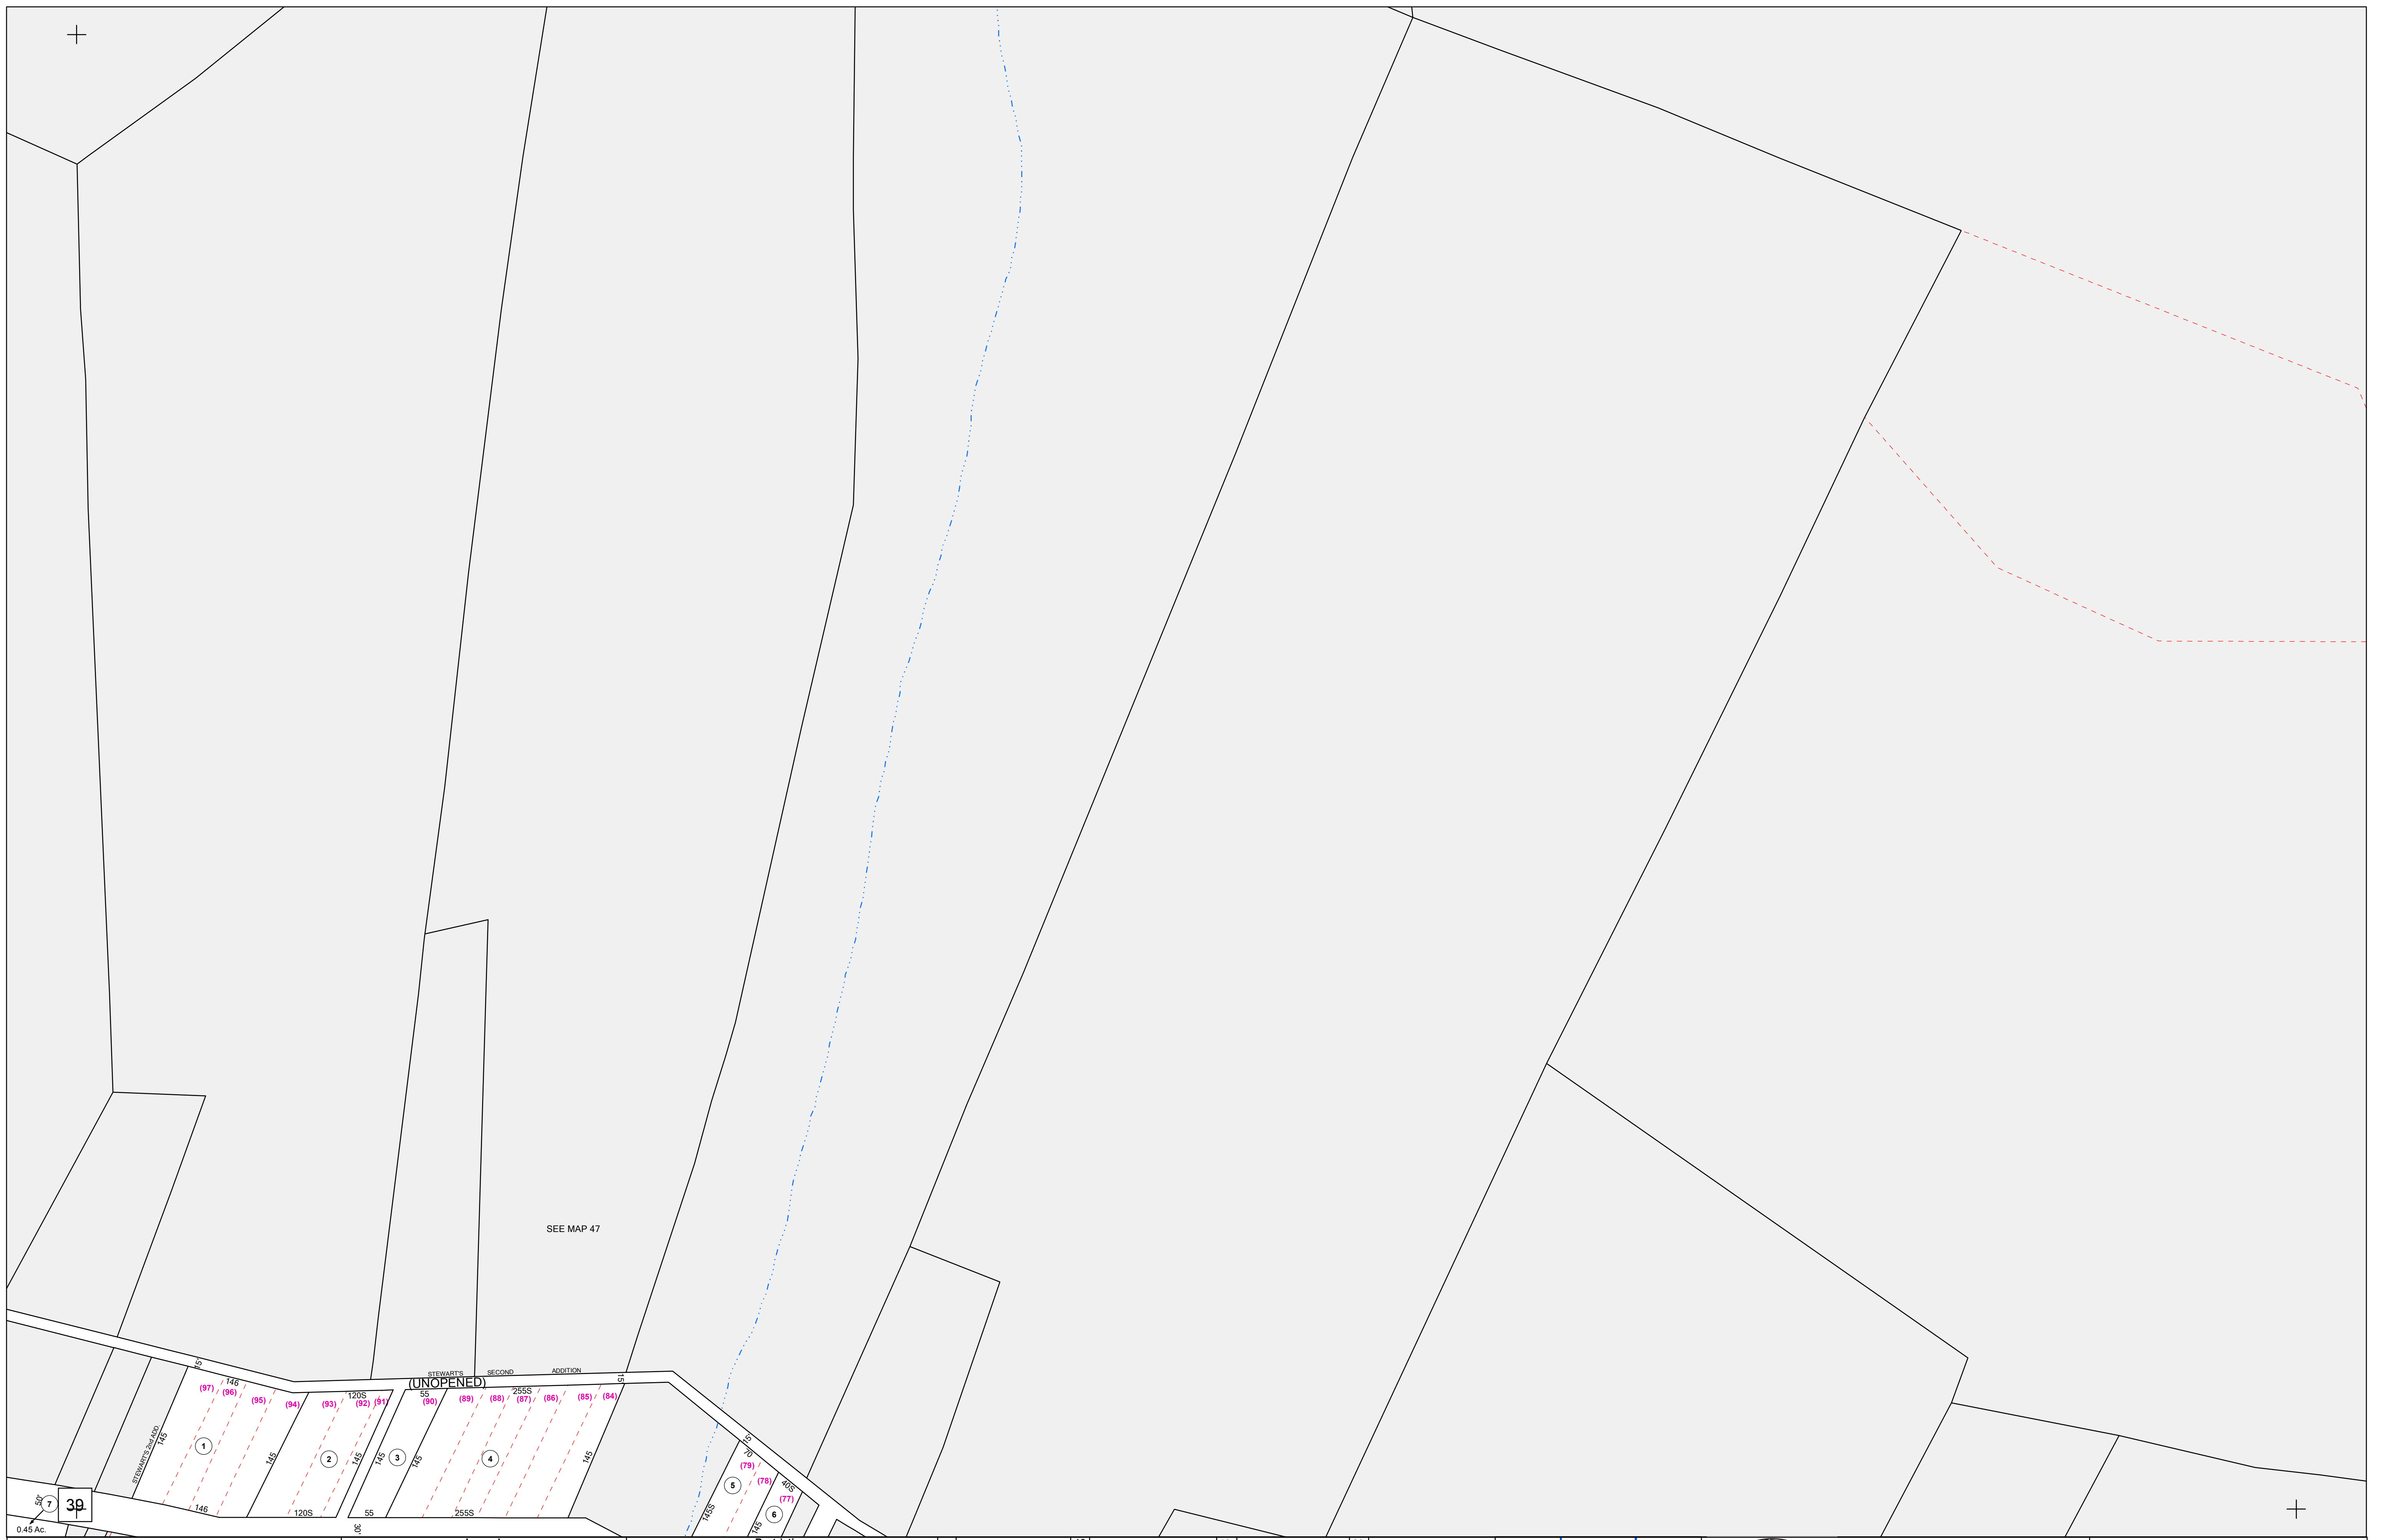 SEE MAP 47
STEWART'S SECOND ADDITION
(UNOPENED)
15'
146
(97) (96) (95) (94)
120S
(93) (92) (91)
55
(90)
255S
(89) (88) (87) (86) (85) (84)
15'
STEWART'S 2nd ADD.
145
1
145
2
145
145
3
145
4
145
15'
70
(79)
(78)
40S
(77)
5
6
145S
145
50'
7
39
146
120S
55
255S
30'
0.45 Ac.